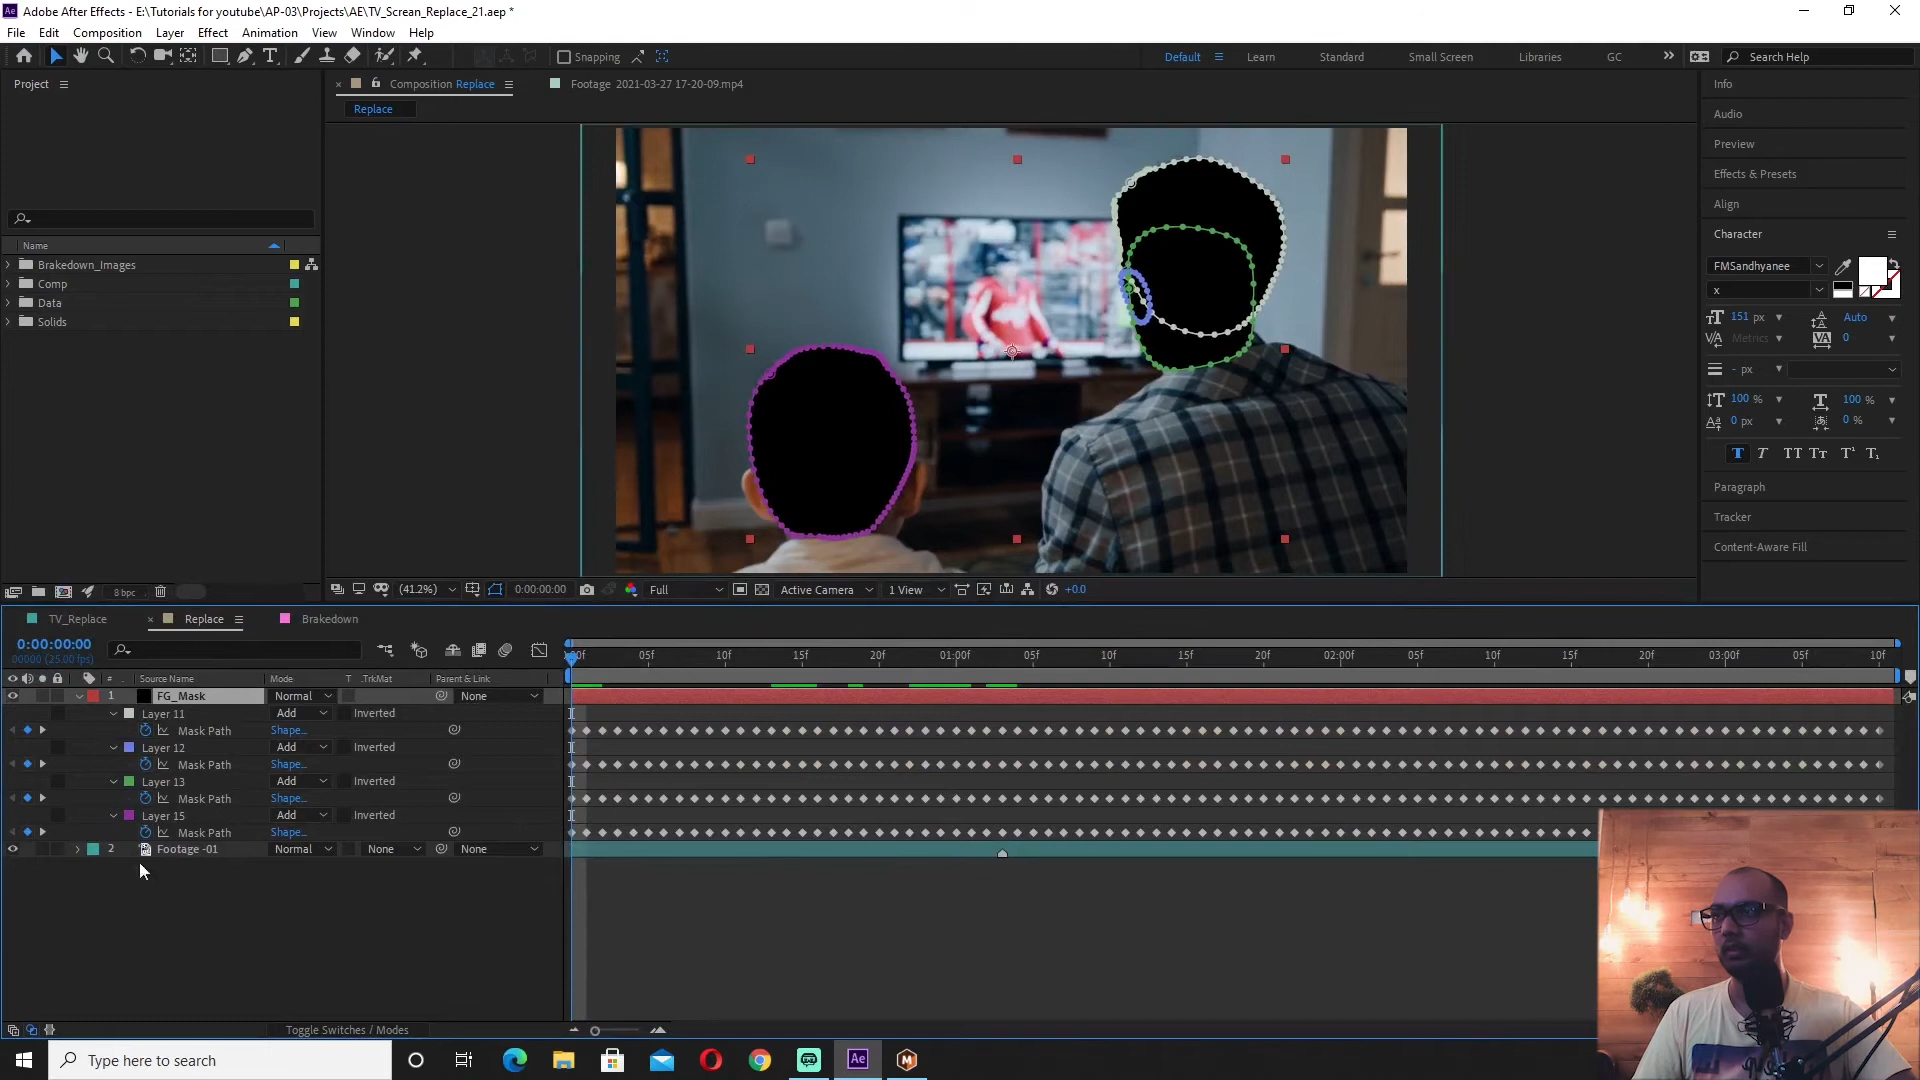 Adobe After Effects - E:\Tutorials for youtube\AP-03\Projects\AE\TV_Screan_Replace_21.aep *
File Edit Composition Layer Effect Animation View Window Help
Snapping
Default Learn Standard Small Screen Libraries GC Search Help
Project
Composition Replace
Footage 2021-03-27 17-20-09.mp4
Replace
Name
Brakedown_Images
Comp
Data
Solids
8 bpc
(41.2%) 0:00:00:00 Full Active Camera 1 View +0.0
Info
Audio
Preview
Effects & Presets
Align
Character
FMSandhyanee
x
151 px Auto
Metrics 0
- px
100 % 100 %
0 px 0 %
T T TT Tт T¹ T₁
Paragraph
Tracker
Content-Aware Fill
TV_Replace Replace Brakedown
0:00:00:00
00000 (25.00 fps)
05f 10f 15f 20f 01:00f 05f 10f 15f 20f 02:00f 05f 10f 15f 20f 03:00f 05f 10f
# Source Name Mode T .TrkMat Parent & Link
1 FG_Mask Normal None
Layer 11 Add Inverted
Mask Path Shape...
Layer 12 Add Inverted
Mask Path Shape...
Layer 13 Add Inverted
Mask Path Shape...
Layer 15 Add Inverted
Mask Path Shape...
2 Footage -01 Normal None None
Toggle Switches / Modes
Type here to search
Ae